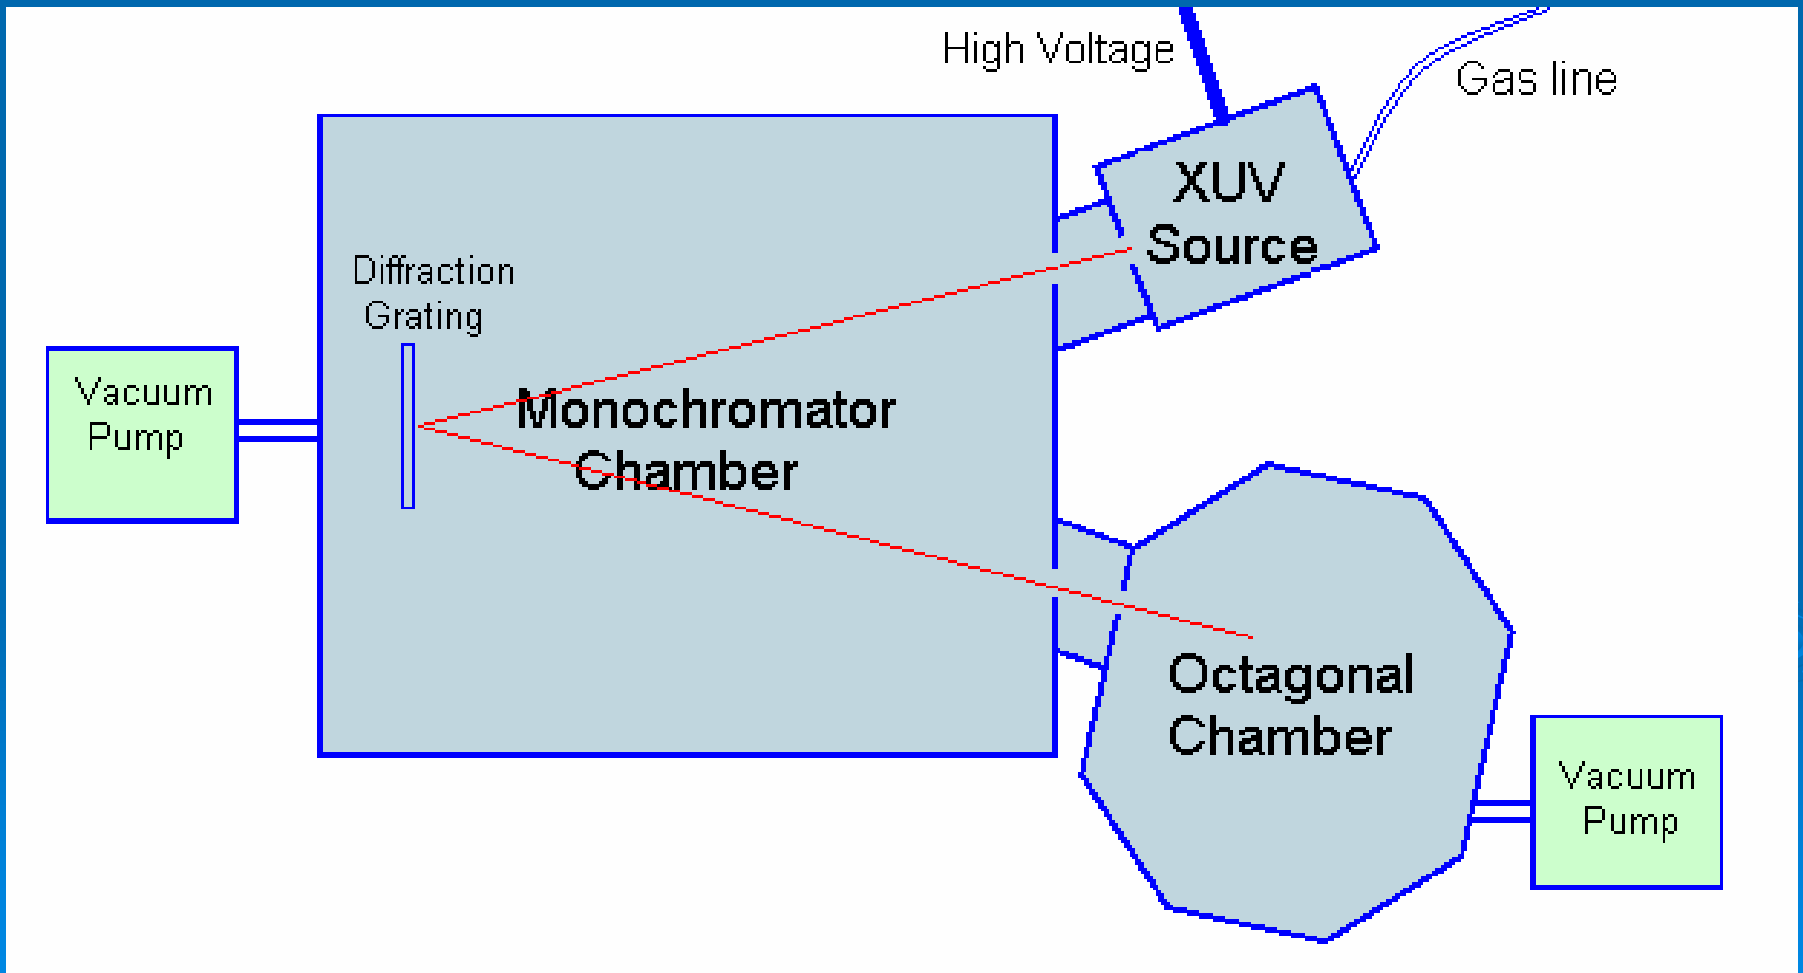 High Voltage
Gas line
XUV
Source
Diffraction
Grating
Vacuum
Pump
Monochromator
Chamber
Octagonal
Chamber
Vacuum
Pump